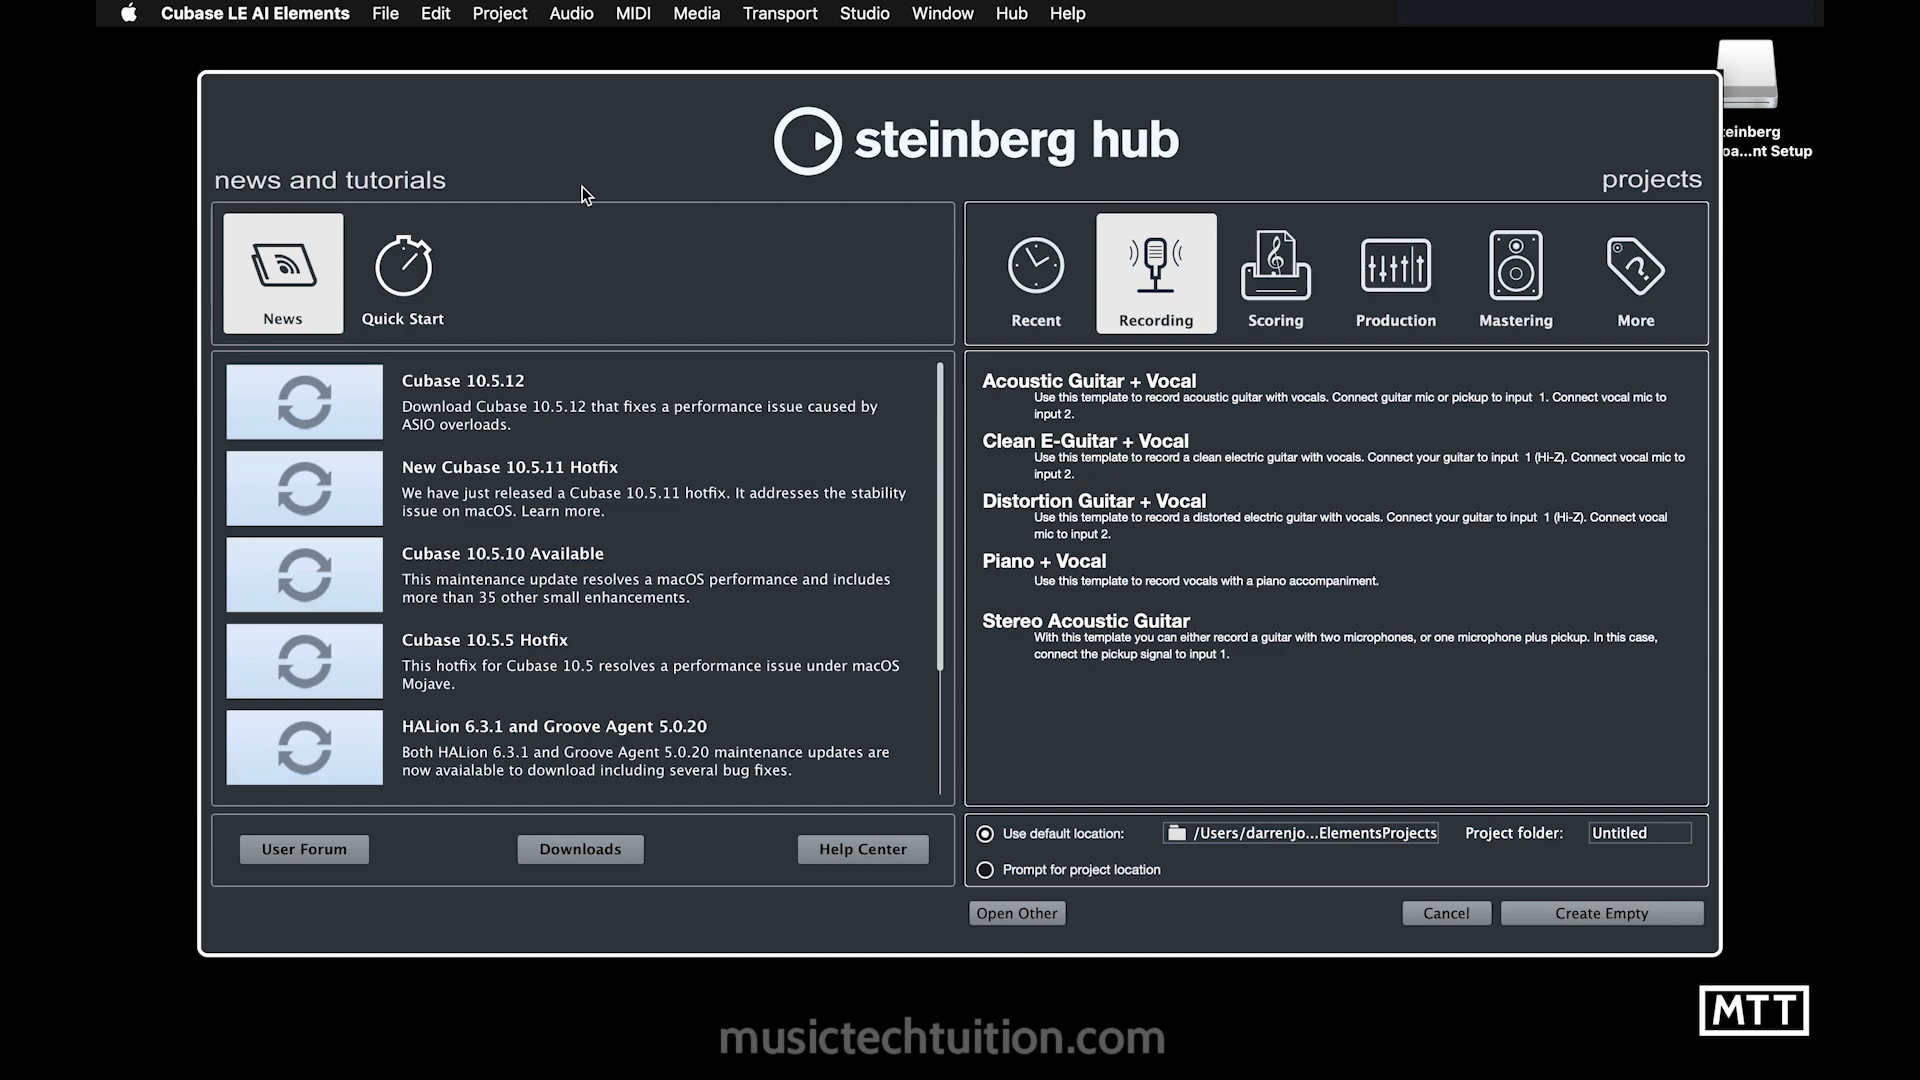 Cubase LE AI Elements File Edit Project Audio MIDI Media Transport Studio Window Hub Help
steinberg hub
news and tutorials
projects
News
Quick Start
Recent
Recording
Scoring
Production
Mastering
More
Cubase 10.5.12
Download Cubase 10.5.12 that fixes a performance issue caused by
ASIO overloads.
New Cubase 10.5.11 Hotfix
We have just released a Cubase 10.5.11 hotfix. It addresses the stability
issue on macOS. Learn more.
Cubase 10.5.10 Available
This maintenance update resolves a macOS performance and includes
more than 35 other small enhancements.
Cubase 10.5.5 Hotfix
This hotfix for Cubase 10.5 resolves a performance issue under macOS
Mojave.
HALion 6.3.1 and Groove Agent 5.0.20
Both HALion 6.3.1 and Groove Agent 5.0.20 maintenance updates are
now avaialable to download including several bug fixes.
User Forum
Downloads
Help Center
Acoustic Guitar + Vocal
Use this template to record acoustic guitar with vocals. Connect guitar mic or pickup to input 1. Connect vocal mic to
input 2.
Clean E-Guitar + Vocal
Use this template to record a clean electric guitar with vocals. Connect your guitar to input 1 (Hi-Z). Connect vocal mic to
input 2.
Distortion Guitar + Vocal
Use this template to record a distorted electric guitar with vocals. Connect your guitar to input 1 (Hi-Z). Connect vocal
mic to input 2.
Piano + Vocal
Use this template to record vocals with a piano accompaniment.
Stereo Acoustic Guitar
With this template you can either record a guitar with two microphones, or one microphone plus pickup. In this case,
connect the pickup signal to input 1.
Use default location: /Users/darrenjo...ElementsProjects Project folder: Untitled
Prompt for project location
Open Other
Cancel
Create Empty
teinberg
oa...nt Setup
MTT
musictechtuition.com